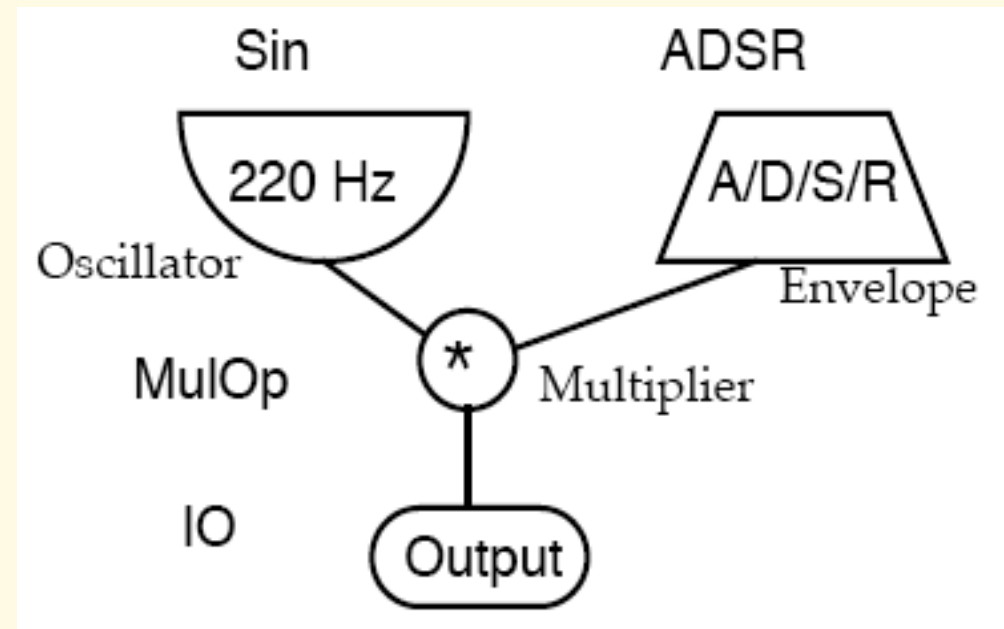 Sin
ADSR
220 Hz
A/D/S/R
Oscillator
Envelope
*
MulOp
Multiplier
IO
Output